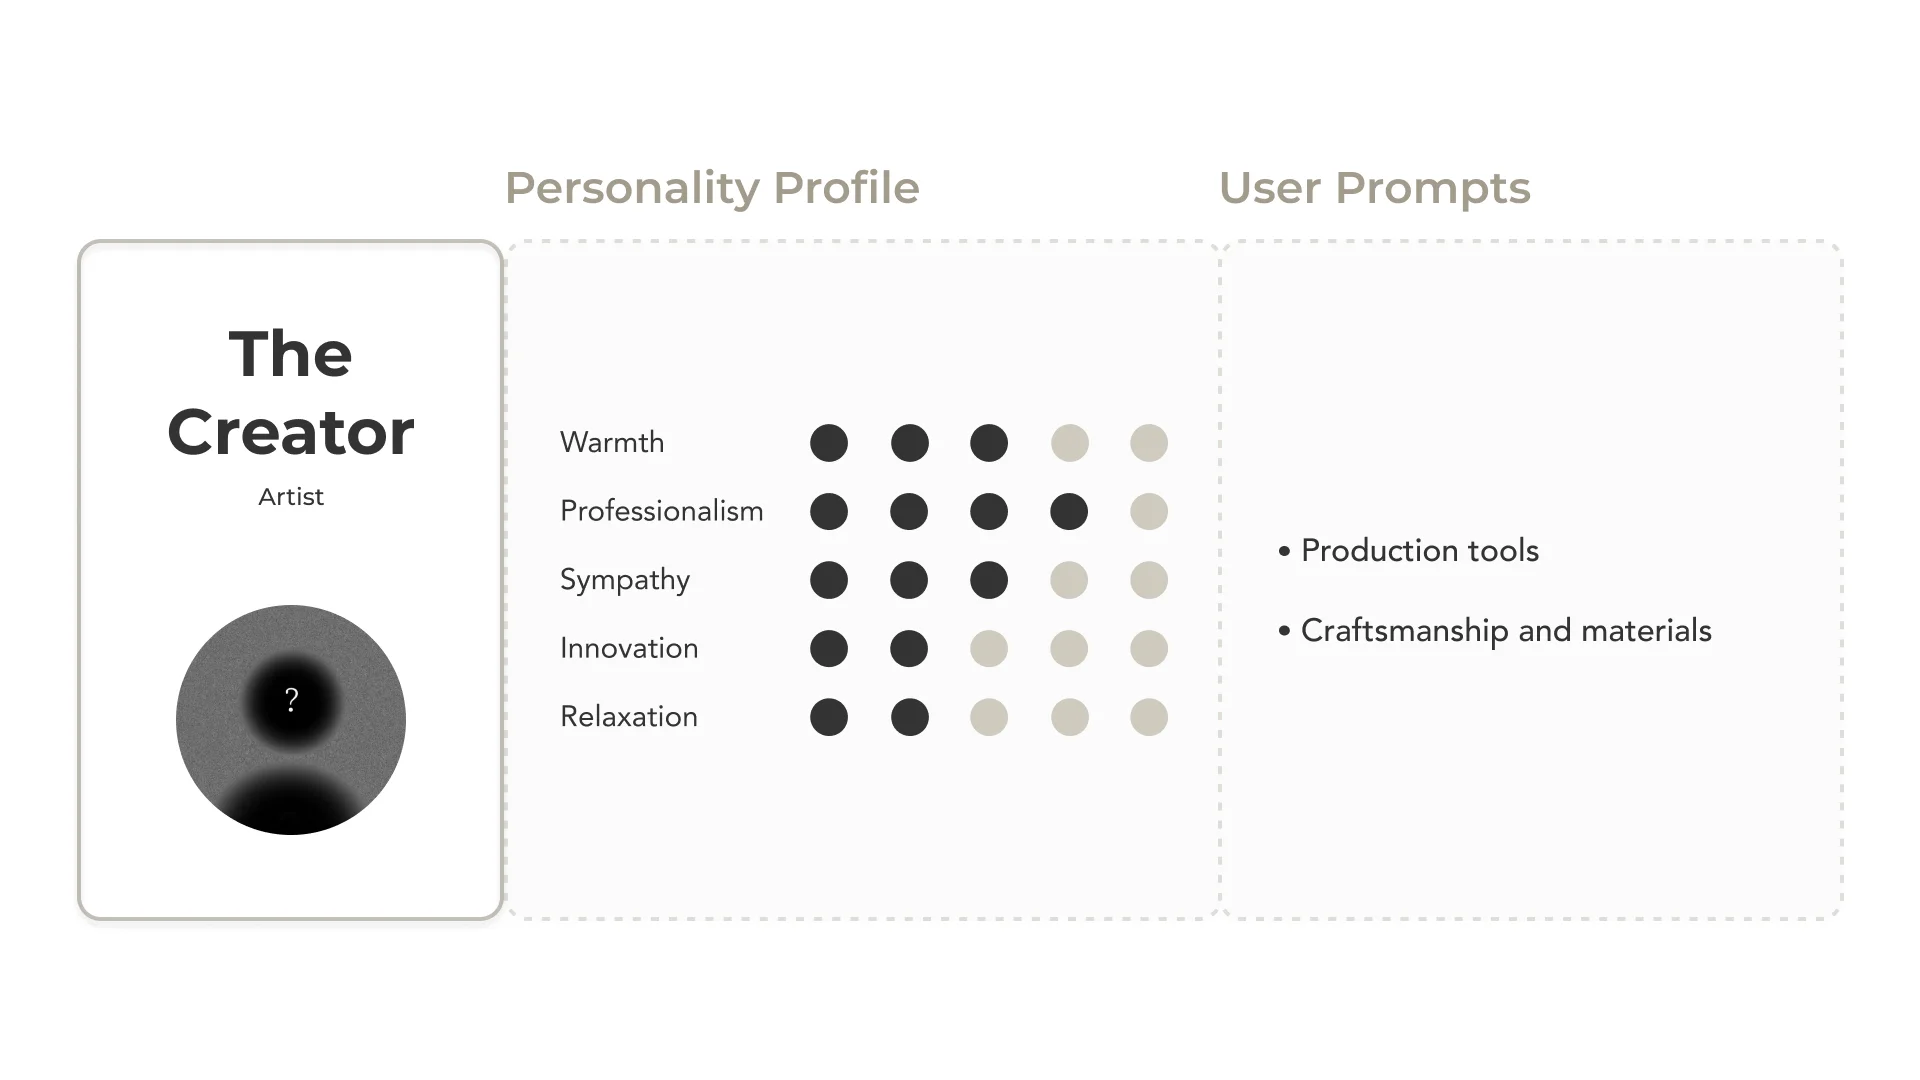 Personality Profile
User Prompts
The
Creator
Artist
?
Warmth
Professionalism
Sympathy
Innovation
Relaxation
• Production tools
• Craftsmanship and materials